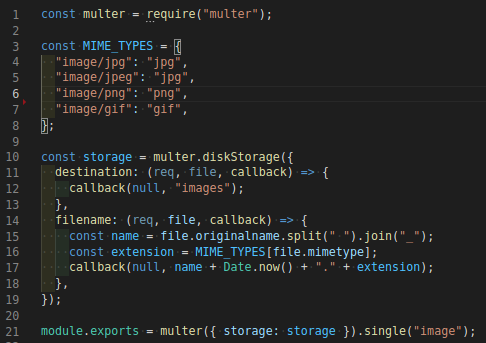 1 const multer = require("multer");
2
3 const MIME_TYPES = {
4 "image/jpg": "jpg",
5 "image/jpeg": "jpg",
6 "image/png": "png",
7 "image/gif": "gif",
8 };
9
10 const storage = multer.diskStorage({
11 destination: (req, file, callback) => {
12 callback(null, "images");
13 },
14 filename: (req, file, callback) => {
15 const name = file.originalname.split(" ").join("_");
16 const extension = MIME_TYPES[file.mimetype];
17 callback(null, name + Date.now() + "." + extension);
18 },
19 });
20
21 module.exports = multer({ storage: storage }).single("image");